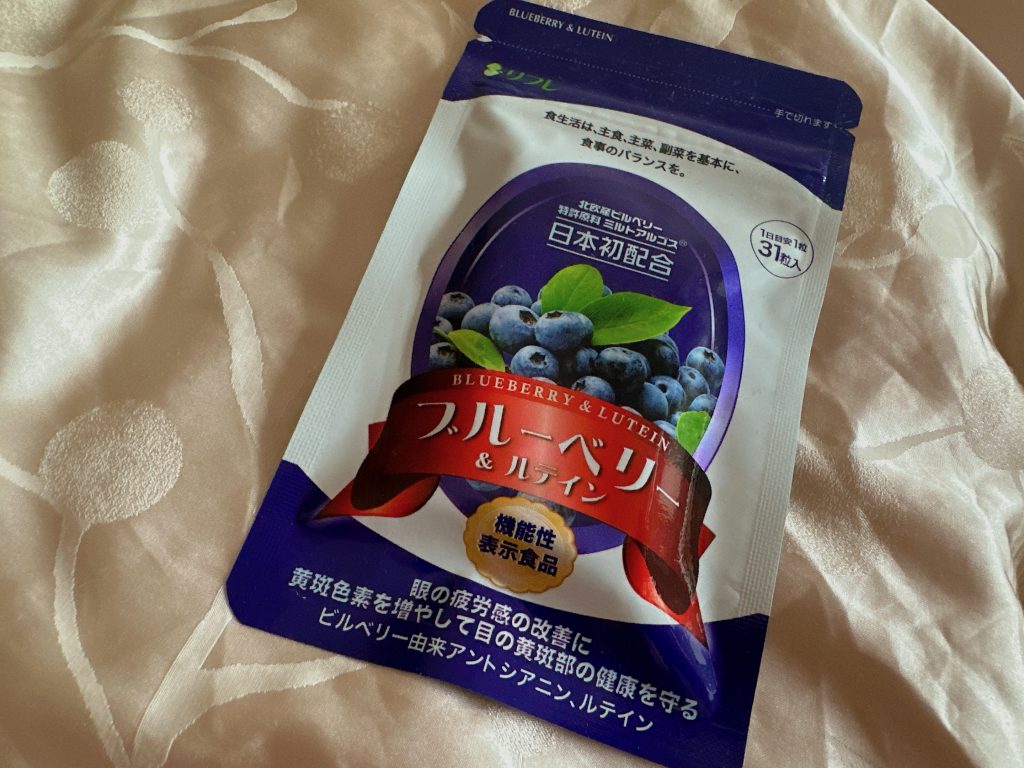 BLUEBERRY & LUTEIN
リフレ
手で切れます
食生活は、主食、主菜、副菜を基本に、
食事のバランスを。
北欧産ビルベリー
特許原料 ミルトアルゴス®
日本初配合
1日目安1粒
31粒入
BLUEBERRY & LUTEIN
ブルーベリー
& ルテイン
機能性
表示食品
眼の疲労感の改善に
黄斑色素を増やして目の黄斑部の健康を守る
ビルベリー由来アントシアニン、ルテイン